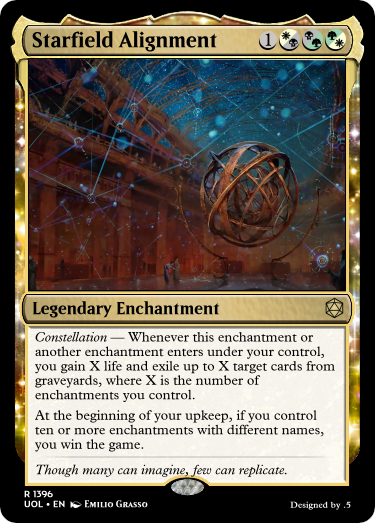 Starfield Alignment 1
Legendary Enchantment
Constellation — Whenever this enchantment or
another enchantment enters under your control,
you gain X life and exile up to X target cards from
graveyards, where X is the number of
enchantments you control.
At the beginning of your upkeep, if you control
ten or more enchantments with different names,
you win the game.
Though many can imagine, few can replicate.
R 1396
UOL • EN Emilio Grasso
Designed by .5